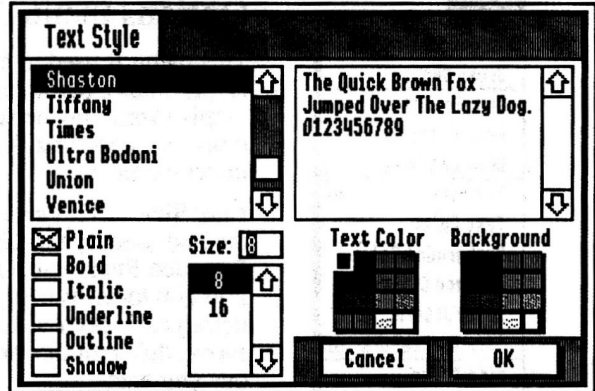 Text Style
Shaston
Tiffany
Times
Ultra Bodoni
Union
Venice
The Quick Brown Fox
Jumped Over The Lazy Dog.
0123456789
Plain
Bold
Italic
Underline
Outline
Shadow
Size: 8
8
16
Text Color
Background
Cancel
OK